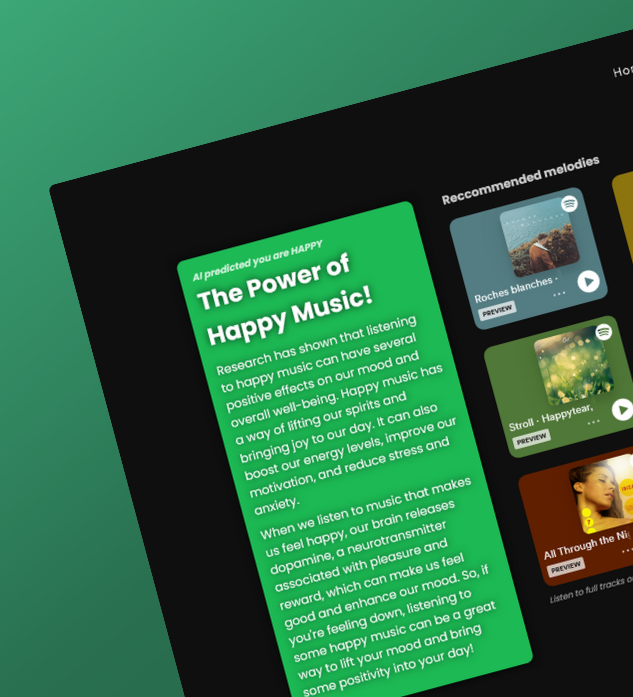 Reccommended melodies
AI predicted you are HAPPY
The Power of
Happy Music!
Research has shown that listening
to happy music can have several
positive effects on our mood and
overall well-being. Happy music has
a way of lifting our spirits and
bringing joy to our day. It can also
boost our energy levels, improve our
motivation, and reduce stress and
anxiety.
When we listen to music that makes
us feel happy, our brain releases
dopamine, a neurotransmitter
associated with pleasure and
reward, which can make us feel
good and enhance our mood. So, if
you're feeling down, listening to
some happy music can be a great
way to lift your mood and bring
some positivity into your day!
Roches blanches -
PREVIEW
Stroll - Happytear,
PREVIEW
All Through the
PREVIEW
Listen to full tracks